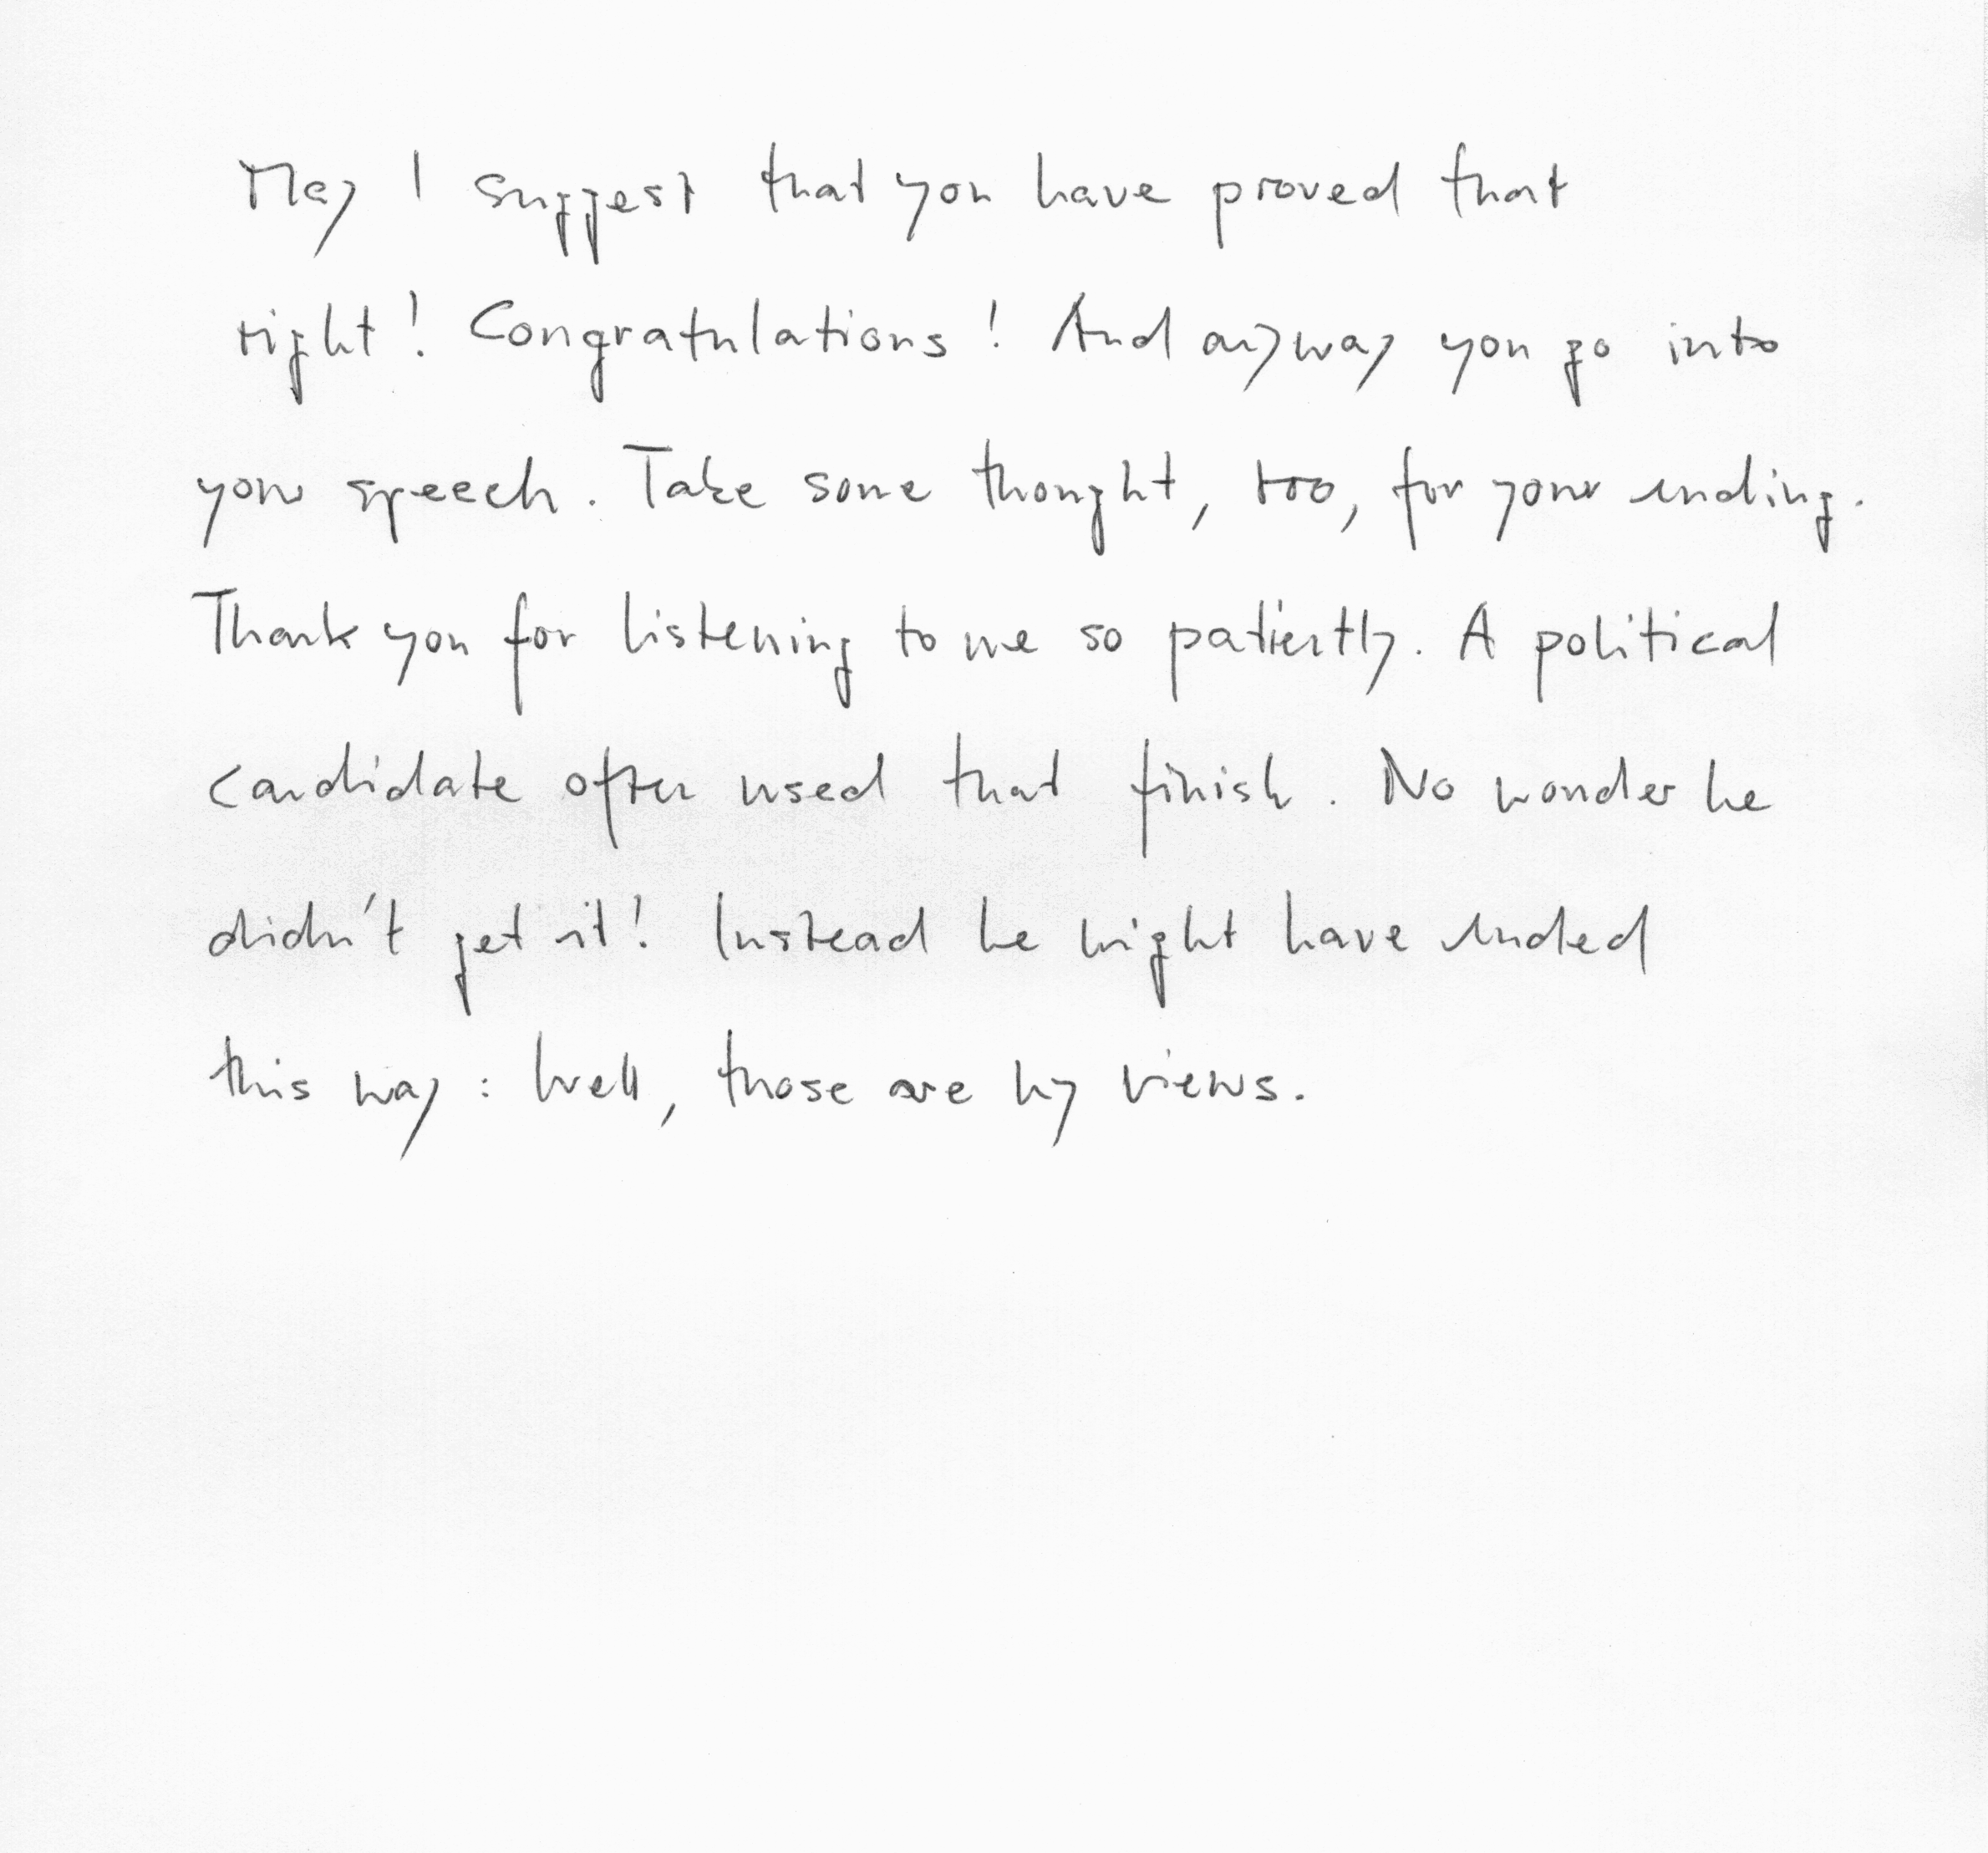 May I suggest that you have proved that
right! Congratulations! And anyway you go into
your speech. Take some thought, too, for your ending.
Thank you for listening to me so patiently. A political
candidate often used that finish. No wonder he
didn't get it! Instead he might have ended
this way: Well, those are my views.